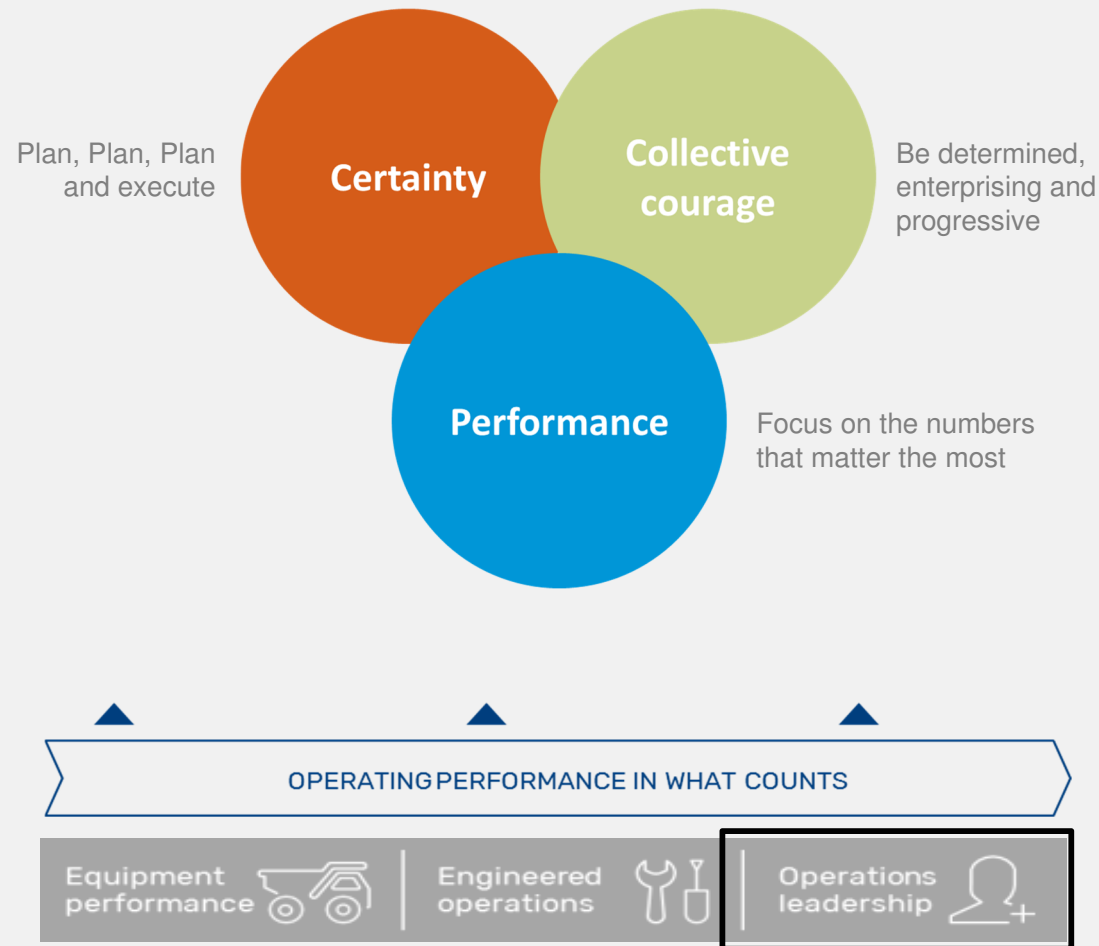 Plan, Plan, Plan
and execute
Certainty
Collective
courage
Be determined,
enterprising and
progressive
Performance
Focus on the numbers
that matter the most
OPERATING PERFORMANCE IN WHAT COUNTS
Equipment
performance
Engineered
operations
Operations
leadership